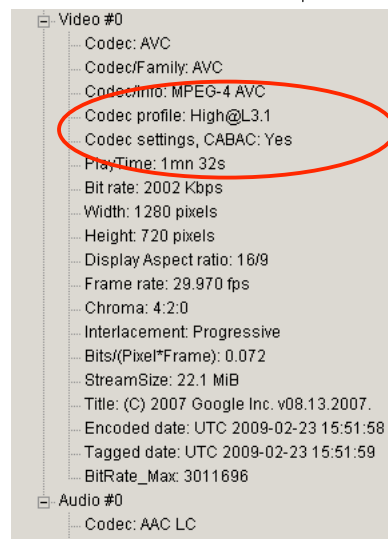 Video #0
Codec: AVC
Codec/Family: AVC
Codec/Info: MPEG-4 AVC
Codec profile: High@L3.1
Codec settings, CABAC: Yes
PlayTime: 1mn 32s
Bit rate: 2002 Kbps
Width: 1280 pixels
Height: 720 pixels
Display Aspect ratio: 16/9
Frame rate: 29.970 fps
Chroma: 4:2:0
Interlacement: Progressive
Bits/(Pixel*Frame): 0.072
StreamSize: 22.1 MiB
Title: (C) 2007 Google Inc. v08.13.2007.
Encoded date: UTC 2009-02-23 15:51:58
Tagged date: UTC 2009-02-23 15:51:59
BitRate_Max: 3011696
Audio #0
Codec: AAC LC